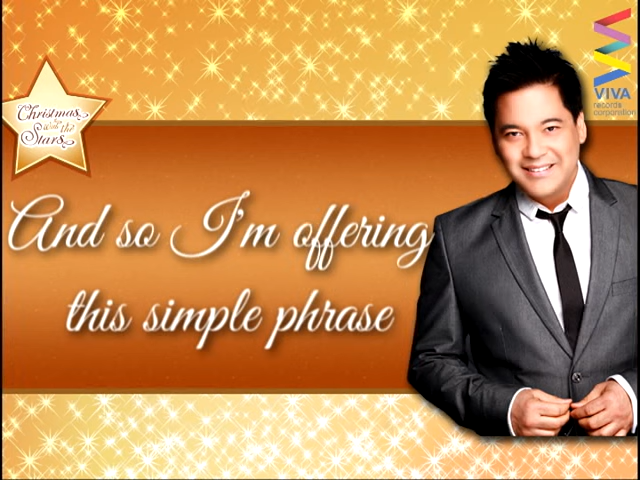 Christmas
With the
Stars
VIVA
records
corporation
And so I'm offering
this simple phrase